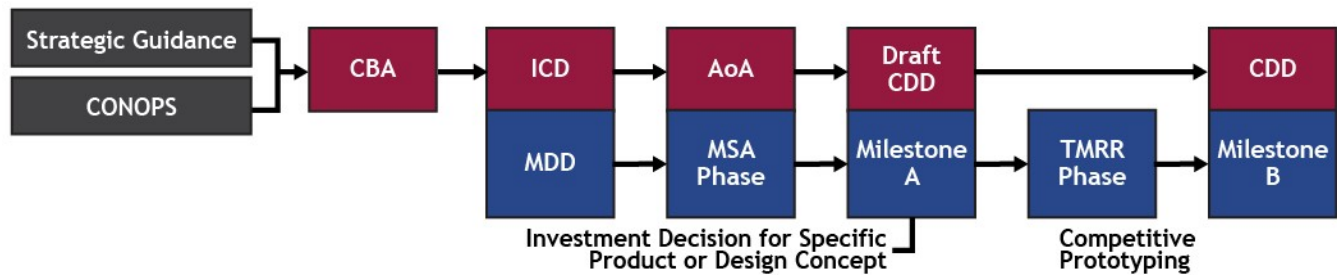 Strategic Guidance
CONOPS
CBA
ICD
AoA
Draft
CDD
CDD
MDD
MSA
Phase
Milestone
A
TMRR
Phase
Milestone
B
Investment Decision for Specific
Product or Design Concept
Competitive
Prototyping